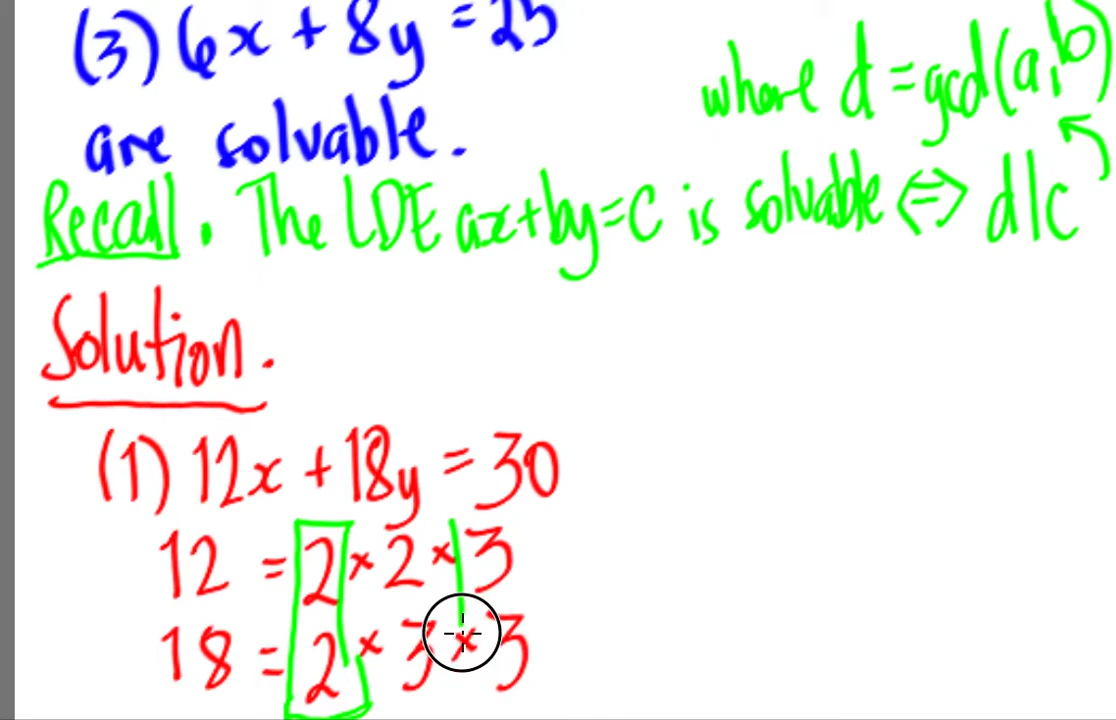 (3) 6x + 8y = 25
are solvable.
where d = gcd(a,b)
Recall. The LDE ax+by=c is solvable ⇔ d|c
Solution.
(1) 12x + 18y = 30
12 = 2 × 2 × 3
18 = 2 × 3 × 3